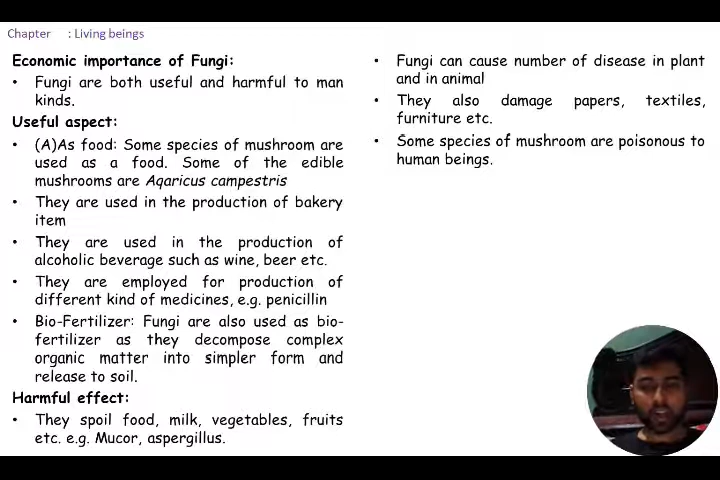 Chapter : Living beings
Economic importance of Fungi:
• Fungi are both useful and harmful to man
kinds.
Useful aspect:
• (A)As food: Some species of mushroom are
used as a food. Some of the edible
mushrooms are Aqaricus campestris
• They are used in the production of bakery
item
• They are used in the production of
alcoholic beverage such as wine, beer etc.
• They are employed for production of
different kind of medicines, e.g. penicillin
• Bio-Fertilizer: Fungi are also used as bio-
fertilizer as they decompose complex
organic matter into simpler form and
release to soil.
Harmful effect:
• They spoil food, milk, vegetables, fruits
etc. e.g. Mucor, aspergillus.
• Fungi can cause number of disease in plant
and in animal
• They also damage papers, textiles,
furniture etc.
• Some species of mushroom are poisonous to
human beings.